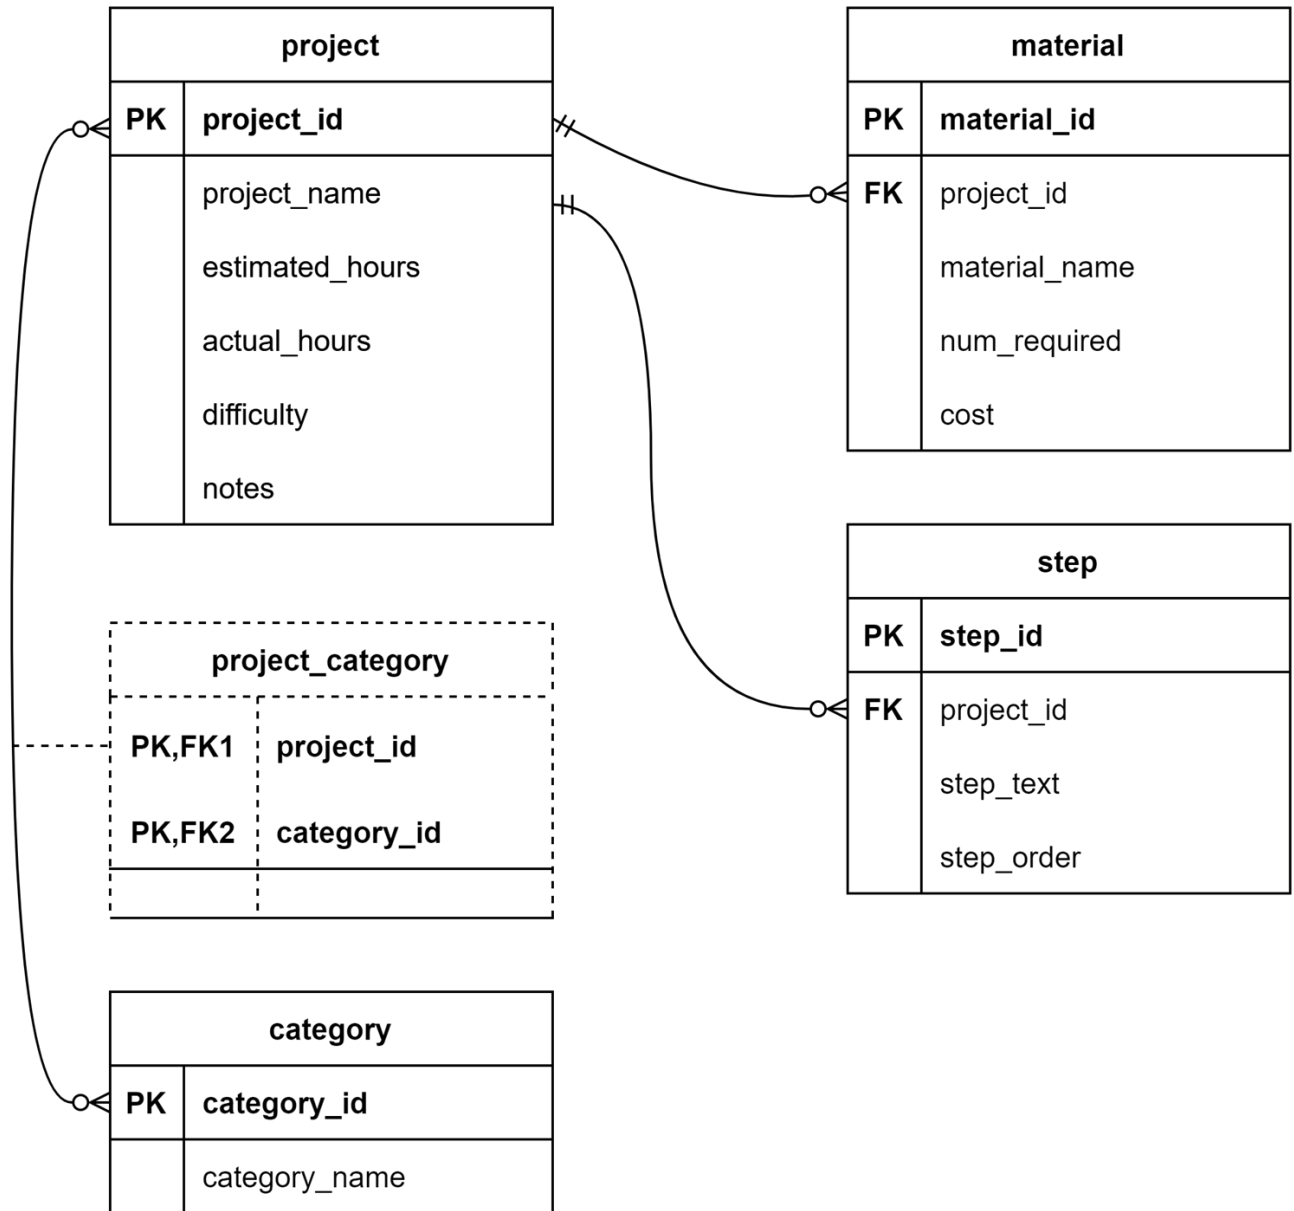 project
PK project_id
project_name
estimated_hours
actual_hours
difficulty
notes
material
PK material_id
FK project_id
material_name
num_required
cost
step
PK step_id
FK project_id
step_text
step_order
project_category
PK,FK1 project_id
PK,FK2 category_id
category
PK category_id
category_name